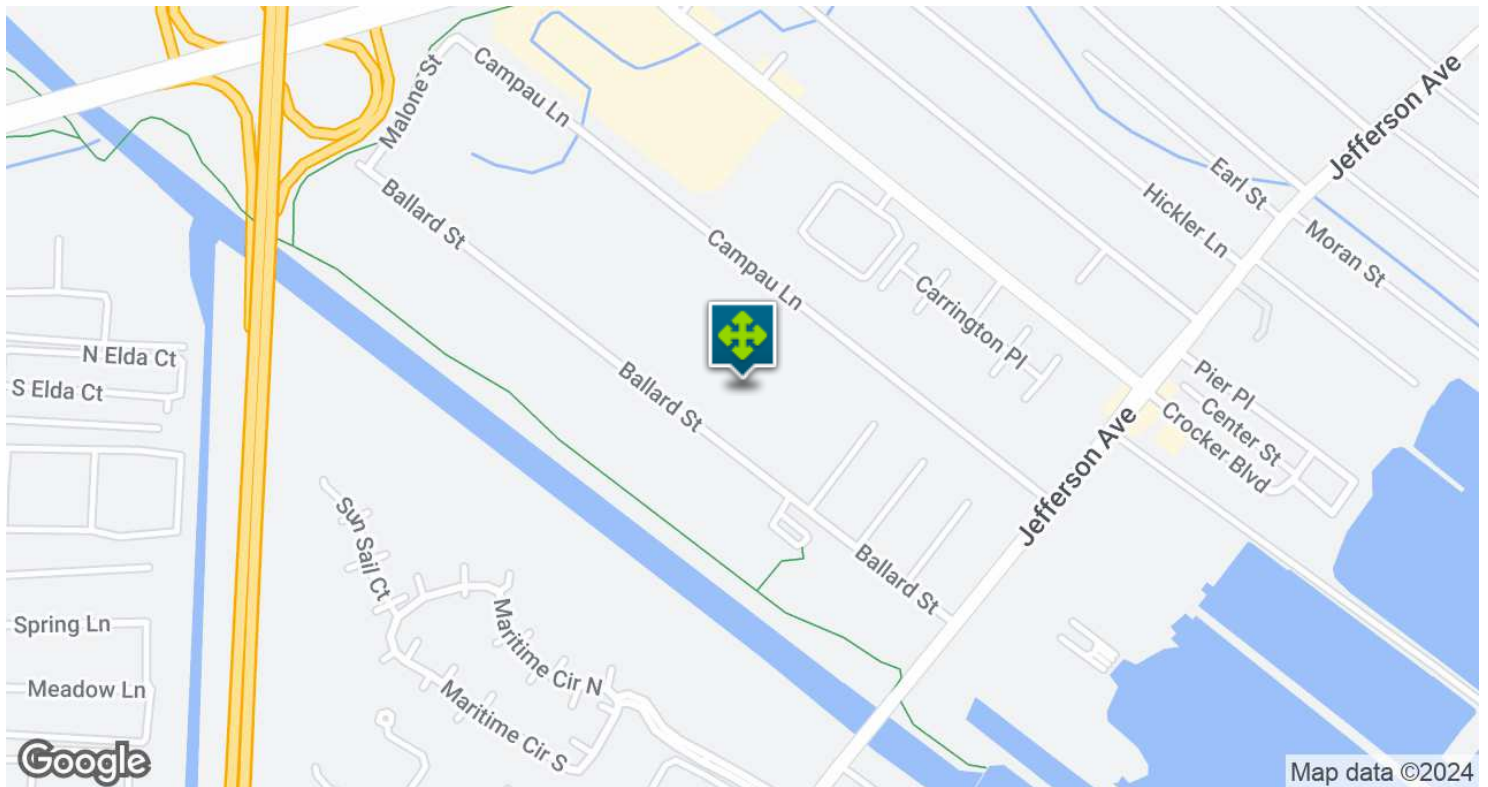 Malone St
Campau Ln
Jefferson Ave
Earl St
Hickler Ln
Moran St
Ballard St
Campau Ln
Carrington Pl
N Elda Ct
S Elda Ct
Ballard St
Pier Pl
Center St
Crocker Blvd
Jefferson Ave
Sun Sail Ct
Ballard St
Spring Ln
Maritime Cir N
Meadow Ln
Maritime Cir S
Google
Map data ©2024